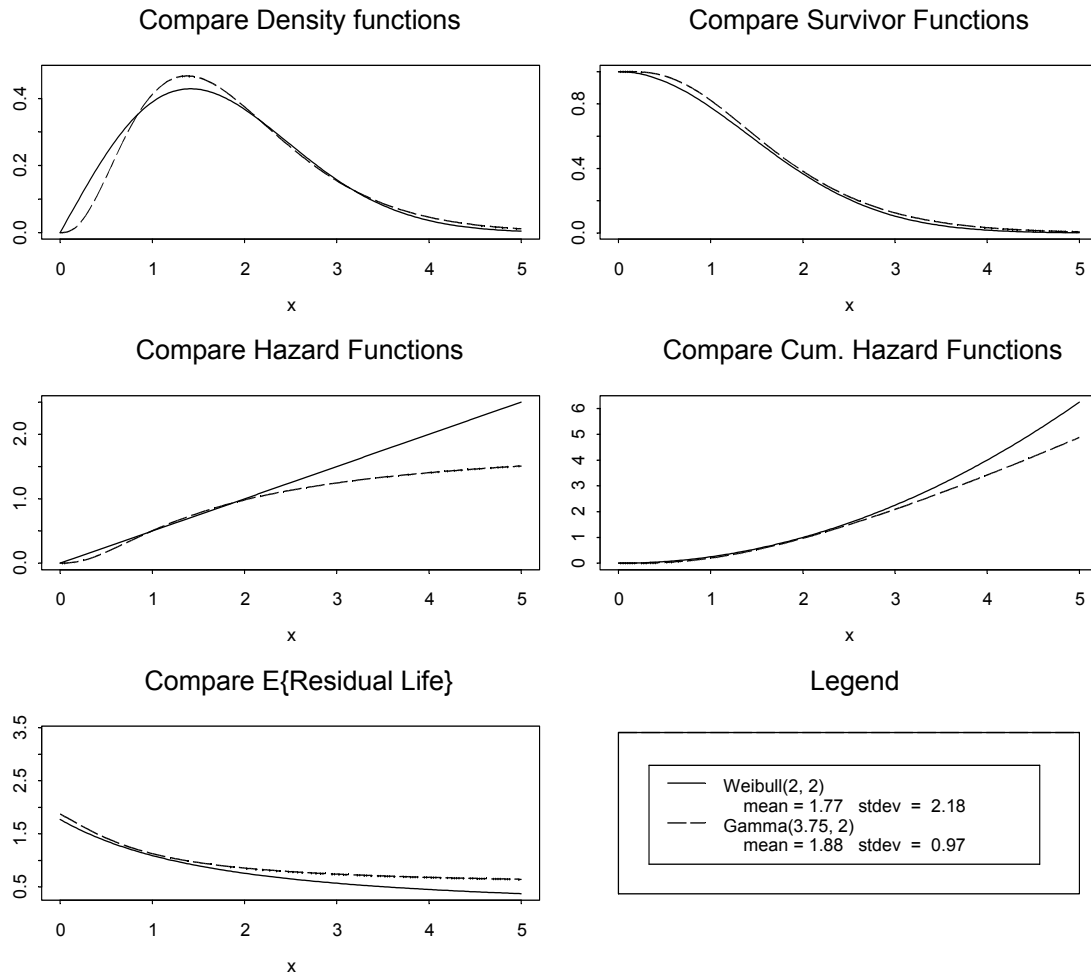 Compare Density functions
0.0 0.2 0.4
0 1 2 3 4 5
x
Compare Survivor Functions
0.0 0.4 0.8
0 1 2 3 4 5
x
Compare Hazard Functions
0.0 1.0 2.0
0 1 2 3 4 5
x
Compare Cum. Hazard Functions
0 1 2 3 4 5 6
0 1 2 3 4 5
x
Compare E{Residual Life}
0.5 1.5 2.5 3.5
0 1 2 3 4 5
x
Legend
Weibull(2, 2)
mean = 1.77 stdev = 2.18
Gamma(3.75, 2)
mean = 1.88 stdev = 0.97